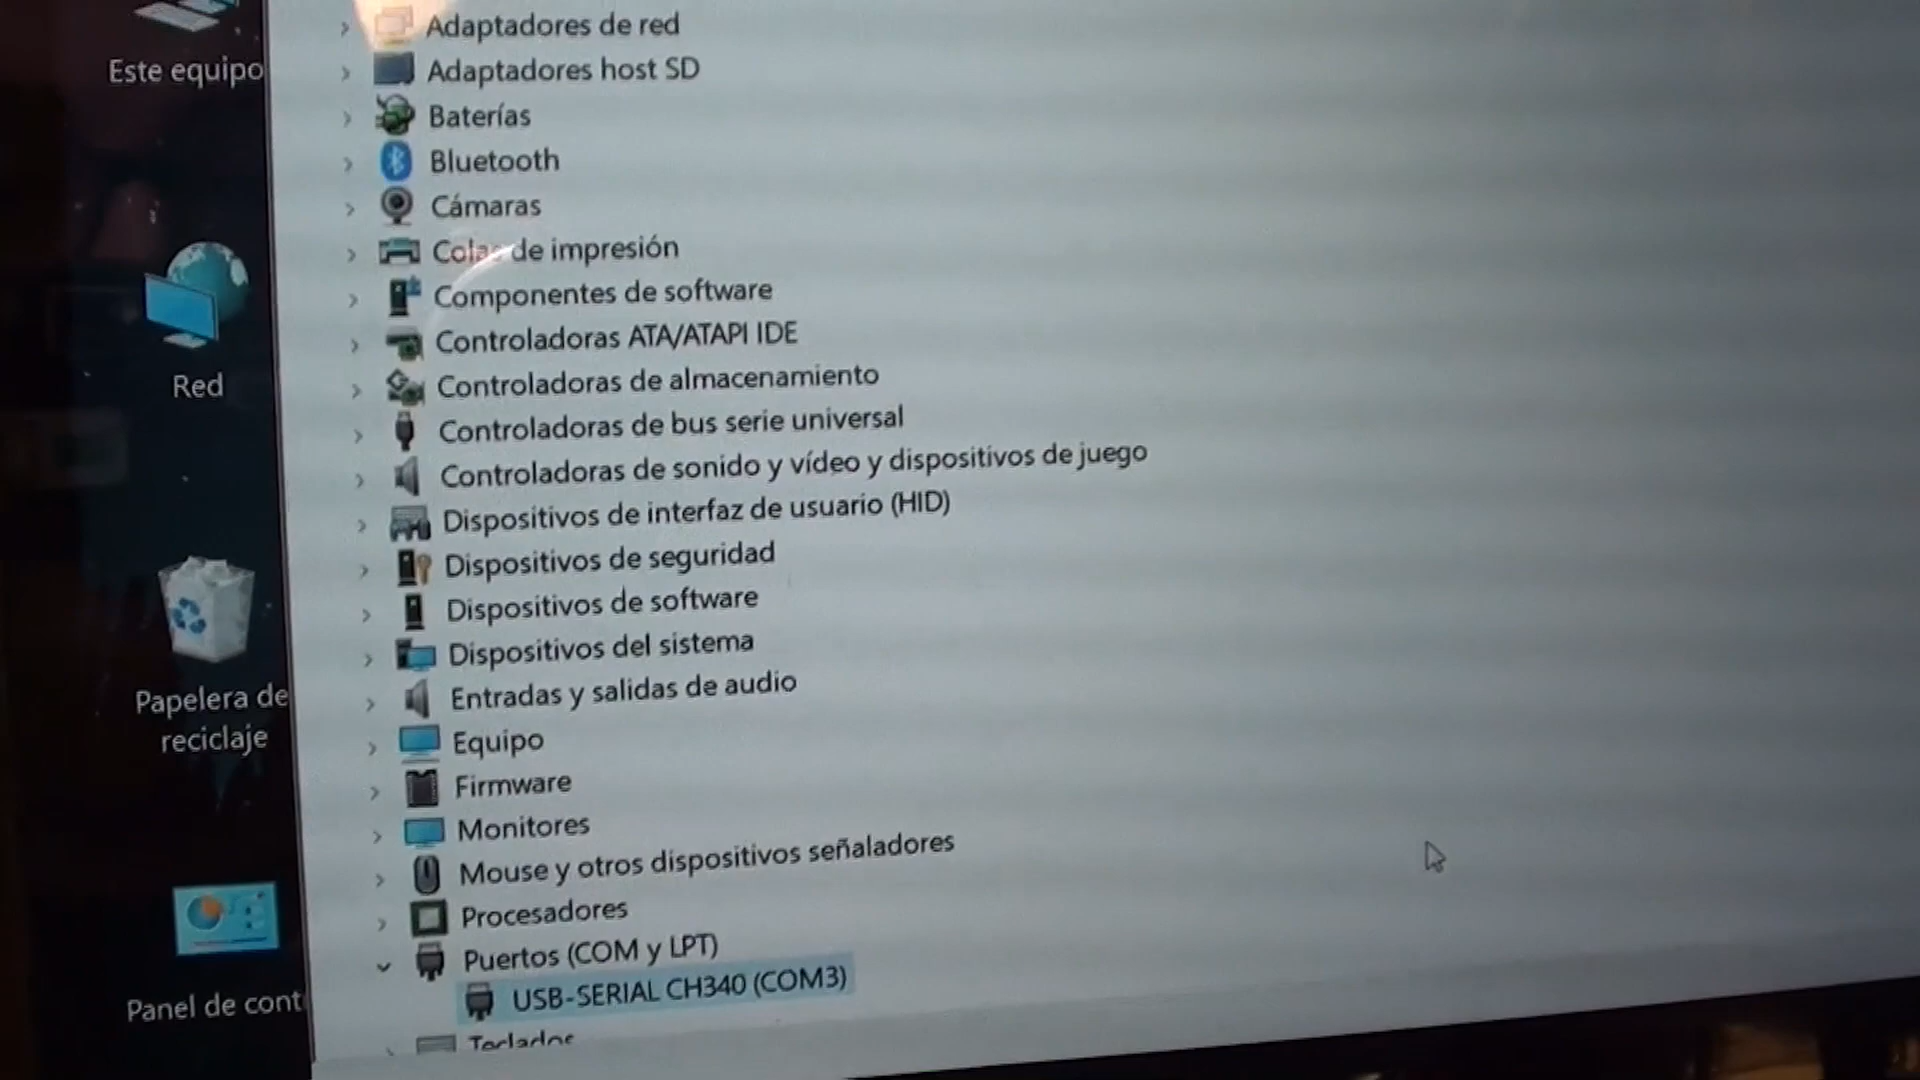 Adaptadores de red
Este equipo
Adaptadores host SD
Baterías
Bluetooth
Cámaras
Colas de impresión
Componentes de software
Controladoras ATA/ATAPI IDE
Red
Controladoras de almacenamiento
Controladoras de bus serie universal
Controladoras de sonido y vídeo y dispositivos de juego
Dispositivos de interfaz de usuario (HID)
Dispositivos de seguridad
Dispositivos de software
Dispositivos del sistema
Papelera de
reciclaje
Entradas y salidas de audio
Equipo
Firmware
Monitores
Mouse y otros dispositivos señaladores
Procesadores
Puertos (COM y LPT)
USB-SERIAL CH340 (COM3)
Panel de cont
Teclados